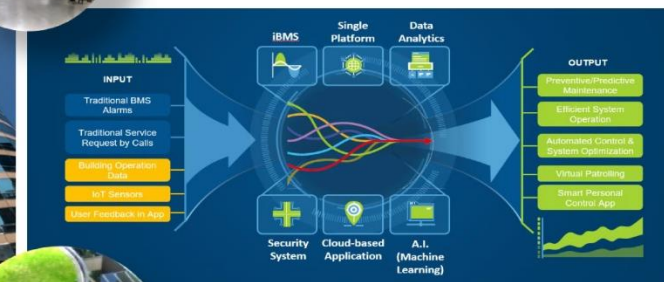 iBMS
Single
Platform
Data
Analytics
INPUT
Traditional BMS
Alarms
Traditional Service
Request by Calls
Building Operation
Data
IoT Sensors
User Feedback in App
OUTPUT
Preventive/Predictive
Maintenance
Efficient System
Operation
Automated Control &
System Optimization
Virtual Patrolling
Smart Personal
Control App
Security
System
Cloud-based
Application
A.I.
(Machine
Learning)